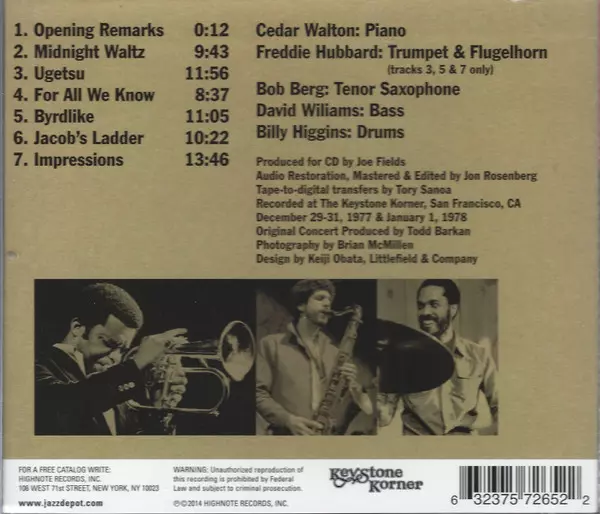 1. Opening Remarks 0:12
2. Midnight Waltz 9:43
3. Ugetsu 11:56
4. For All We Know 8:37
5. Byrdlike 11:05
6. Jacob's Ladder 10:22
7. Impressions 13:46
Cedar Walton: Piano
Freddie Hubbard: Trumpet & Flugelhorn
(tracks 3, 5 & 7 only)
Bob Berg: Tenor Saxophone
David Wiliams: Bass
Billy Higgins: Drums
Produced for CD by Joe Fields
Audio Restoration, Mastered & Edited by Jon Rosenberg
Tape-to-digital transfers by Tory Sanoa
Recorded at The Keystone Korner, San Francisco, CA
December 29-31, 1977 & January 1, 1978
Original Concert Produced by Todd Barkan
Photography by Brian McMillen
Design by Keiji Obata, Littlefield & Company
FOR A FREE CATALOG WRITE:
HIGHNOTE RECORDS, INC.
106 WEST 71st STREET, NEW YORK, NY 10023
www.jazzdepot.com
WARNING: Unauthorized reproduction of
this recording is prohibited by Federal
Law and subject to criminal prosecution.
℗©2014 HIGHNOTE RECORDS, INC.
Keystone
Korner
6 32375 72652 2